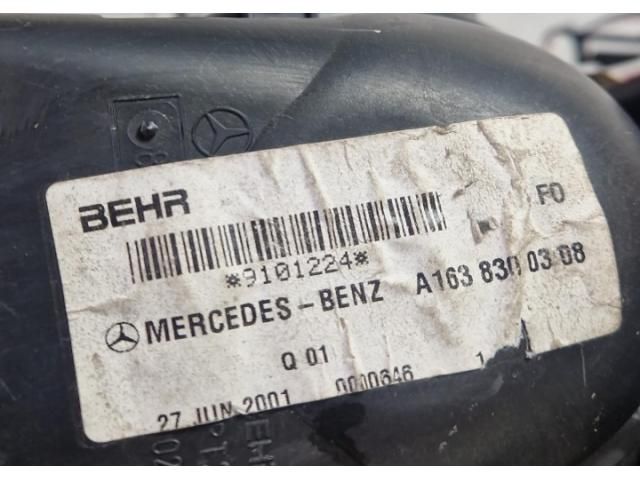 BEHR
FO
*9101224*
MERCEDES-BENZ A163 830 03 08
Q 01
27 JUN 2001 0000646 1